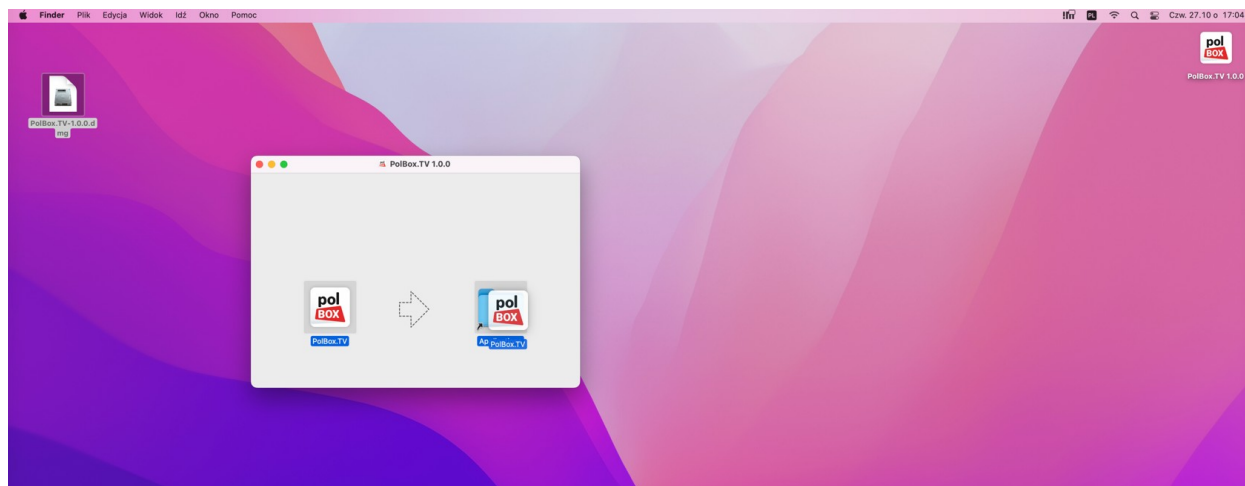 Finder Plik Edycja Widok Idź Okno Pomoc
PL
Czw. 27.10 o 17:04
pol
BOX
PolBox.TV 1.0.0
PolBox.TV-1.0.0.d
mg
PolBox.TV 1.0.0
pol
BOX
pol
BOX
PolBox.TV
Ap
PolBox.TV